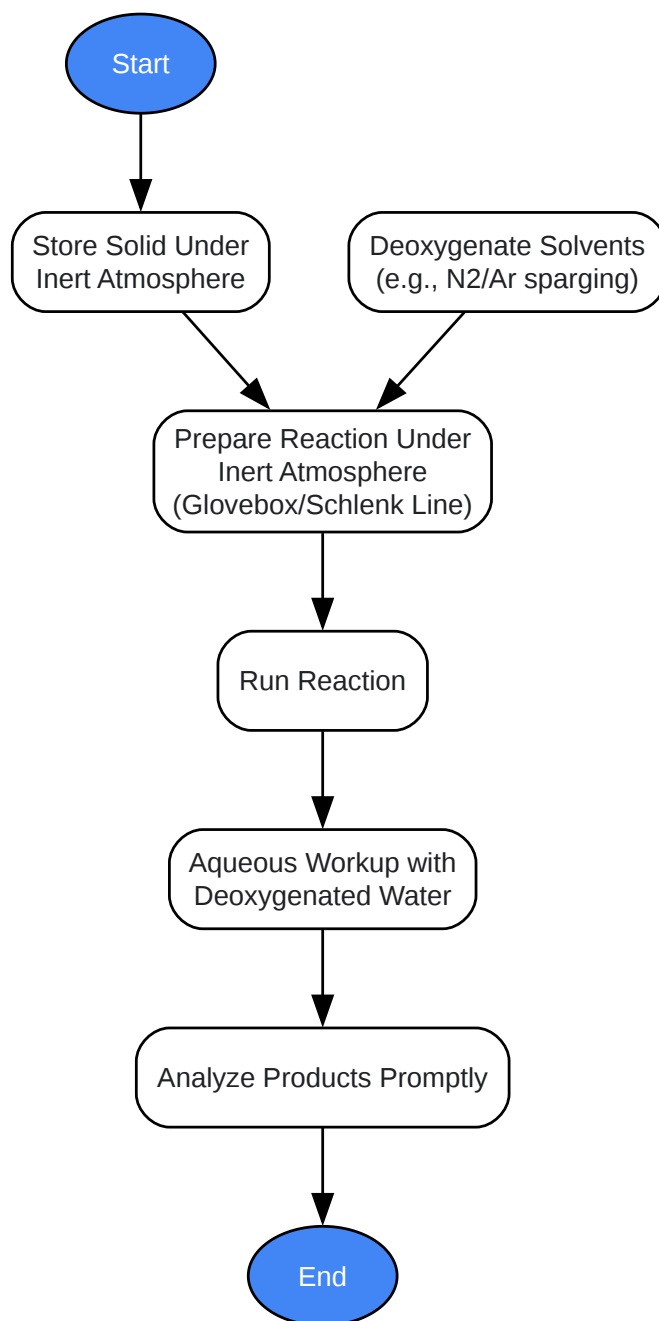 Start
Store Solid Under
Inert Atmosphere
Deoxygenate Solvents
(e.g., N2/Ar sparging)
Prepare Reaction Under
Inert Atmosphere
(Glovebox/Schlenk Line)
Run Reaction
Aqueous Workup with
Deoxygenated Water
Analyze Products Promptly
End